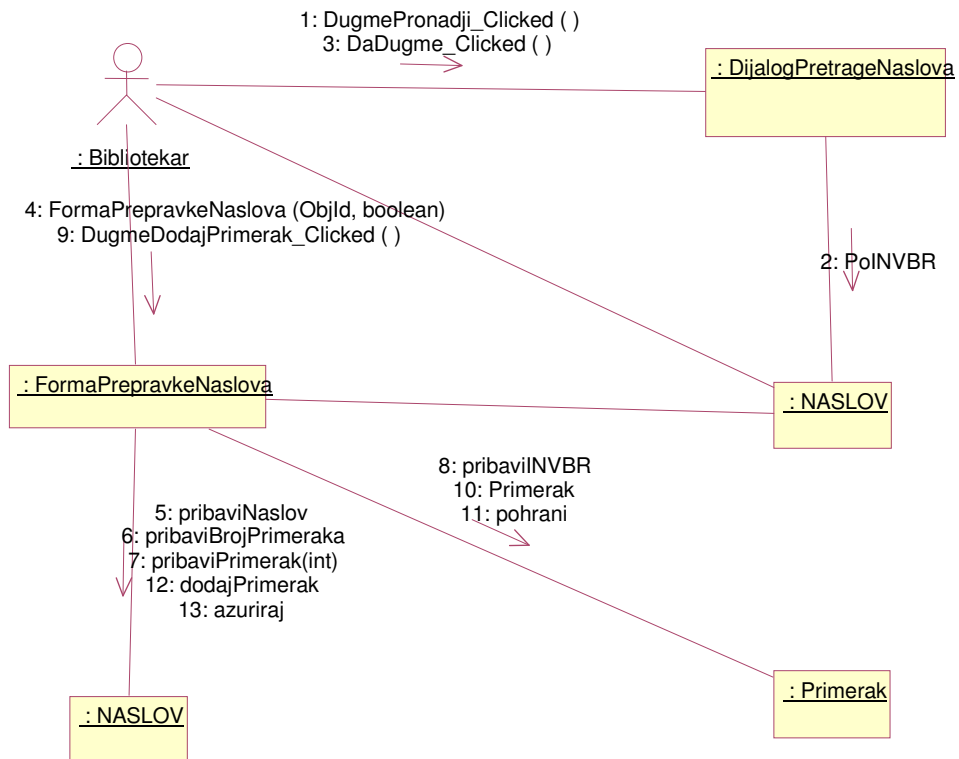 1: DugmePronadji_Clicked ( )
3: DaDugme_Clicked ( )
: DijalogPretrageNaslova
: Bibliotekar
4: FormaPrepravkeNaslova (ObjId, boolean)
9: DugmeDodajPrimerak_Clicked ( )
2: PoINVBR
: FormaPrepravkeNaslova
: NASLOV
8: pribaviINVBR
10: Primerak
11: pohrani
5: pribaviNaslov
6: pribaviBrojPrimeraka
7: pribaviPrimerak(int)
12: dodajPrimerak
13: azuriraj
: Primerak
: NASLOV